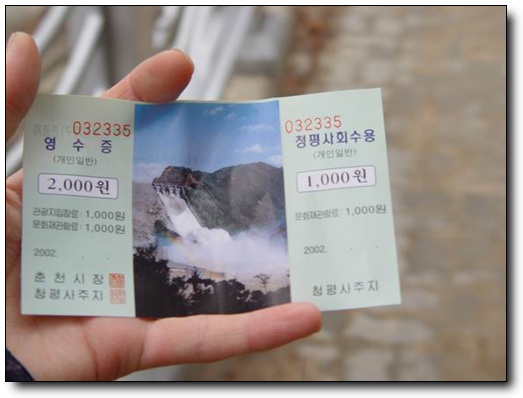 032335
영 수 증
(개인일반)
2,000원
관광지입장료: 1,000원
문화재관람료: 1,000원
2002.
춘 천 시 장
청평사주지
032335
청평사회수용
(개인일반)
1,000원
문화재관람료: 1,000원
2002.
청평사주지